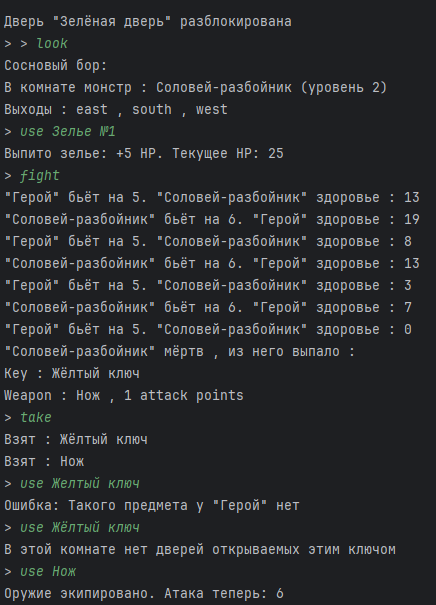 Дверь "Зелёная дверь" разблокирована
> > look
Сосновый бор:
В комнате монстр : Соловей-разбойник (уровень 2)
Выходы : east , south , west
> use Зелье №1
Выпито зелье: +5 HP. Текущее HP: 25
> fight
"Герой" бьёт на 5. "Соловей-разбойник" здоровье : 13
"Соловей-разбойник" бьёт на 6. "Герой" здоровье : 19
"Герой" бьёт на 5. "Соловей-разбойник" здоровье : 8
"Соловей-разбойник" бьёт на 6. "Герой" здоровье : 13
"Герой" бьёт на 5. "Соловей-разбойник" здоровье : 3
"Соловей-разбойник" бьёт на 6. "Герой" здоровье : 7
"Герой" бьёт на 5. "Соловей-разбойник" здоровье : 0
"Соловей-разбойник" мёртв , из него выпало :
Key : Жёлтый ключ
Weapon : Нож , 1 attack points
> take
Взят : Жёлтый ключ
Взят : Нож
> use Желтый ключ
Ошибка: Такого предмета у "Герой" нет
> use Жёлтый ключ
В этой комнате нет дверей открываемых этим ключом
> use Нож
Оружие экипировано. Атака теперь: 6